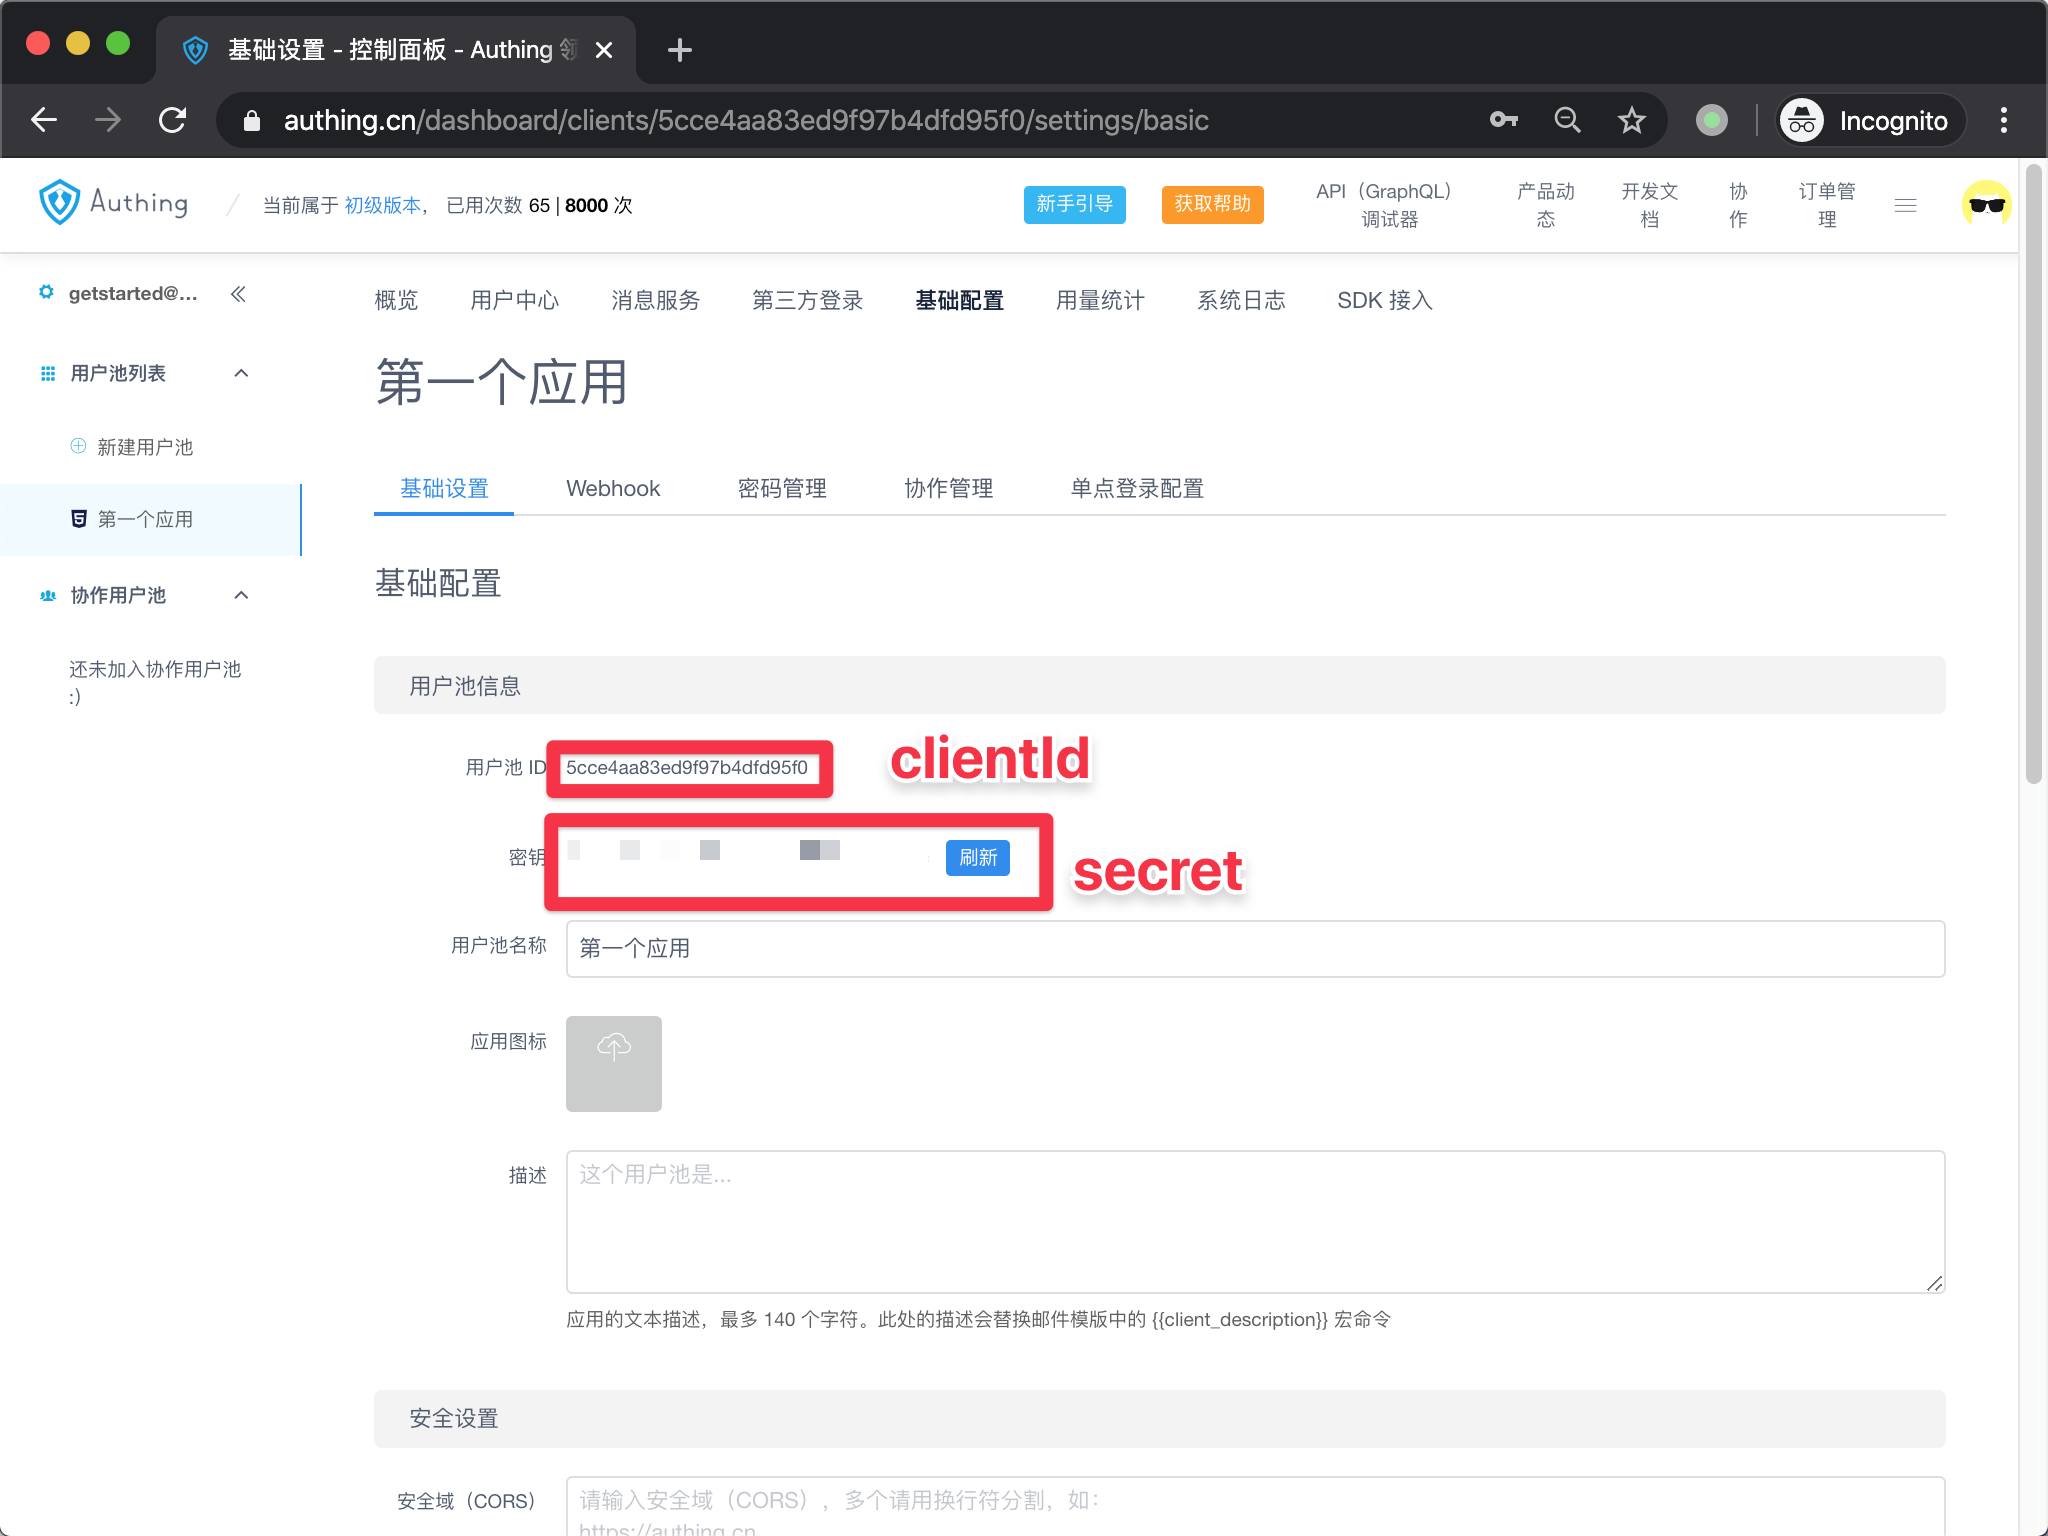 基础设置 - 控制面板 - Authing 领
authing.cn/dashboard/clients/5cce4aa83ed9f97b4dfd95f0/settings/basic
Incognito
Authing
当前属于 初级版本， 已用次数 65 | 8000 次
新手引导
获取帮助
API（GraphQL）
调试器
产品动
态
开发文
档
协
作
订单管
理
getstarted@...
用户池列表
新建用户池
第一个应用
协作用户池
还未加入协作用户池
:)
概览 用户中心 消息服务 第三方登录 基础配置 用量统计 系统日志 SDK 接入
第一个应用
基础设置 Webhook 密码管理 协作管理 单点登录配置
基础配置
用户池信息
用户池 ID 5cce4aa83ed9f97b4dfd95f0 clientId
密钥 刷新 secret
用户池名称 第一个应用
应用图标
描述 这个用户池是...
应用的文本描述，最多 140 个字符。此处的描述会替换邮件模版中的 {{client_description}} 宏命令
安全设置
安全域（CORS） 请输入安全域（CORS），多个请用换行符分割，如：
https://authing.cn